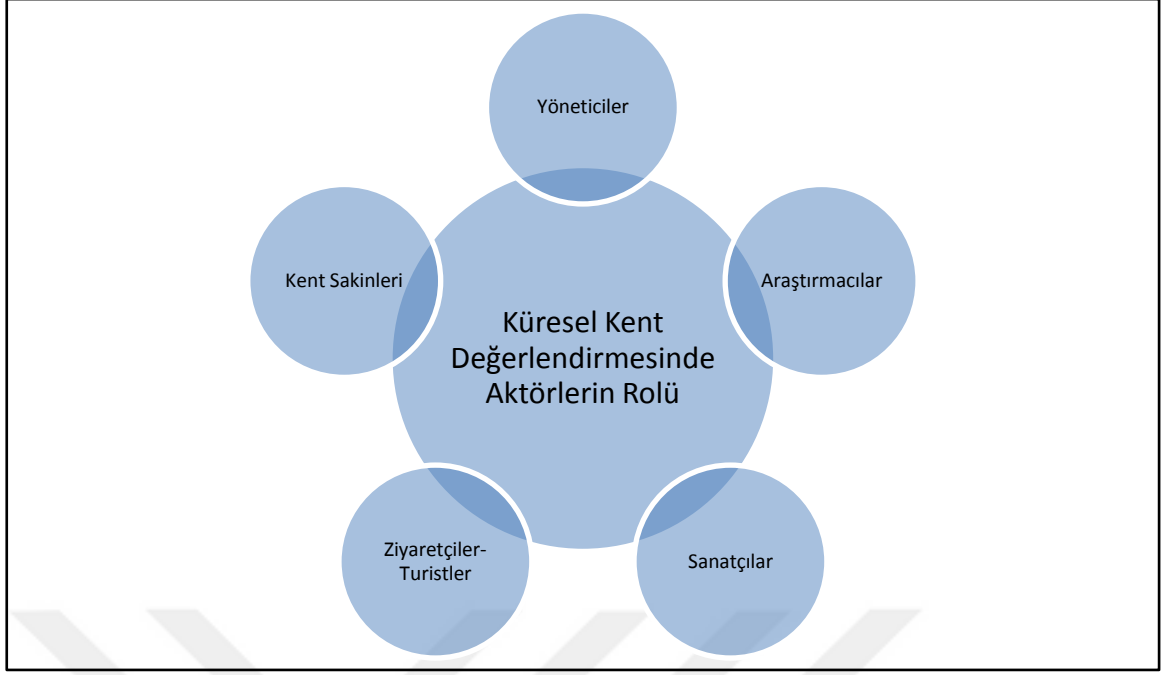 Yöneticiler
Kent Sakinleri
Araştırmacılar
Küresel Kent
Değerlendirmesinde
Aktörlerin Rolü
Ziyaretçiler-
Turistler
Sanatçılar